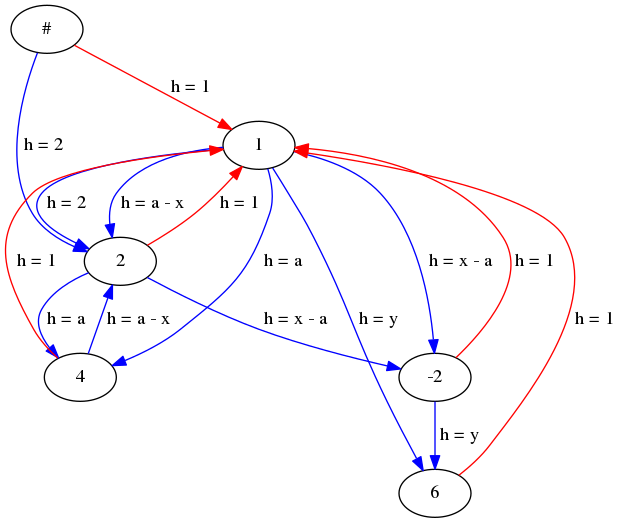 #
h = 1
h = 2
1
h = 2
h = a - x
h = 1
h = 1
2
h = a
h = x - a
h = 1
h = a
h = a - x
h = x - a
h = y
h = 1
4
-2
h = y
6